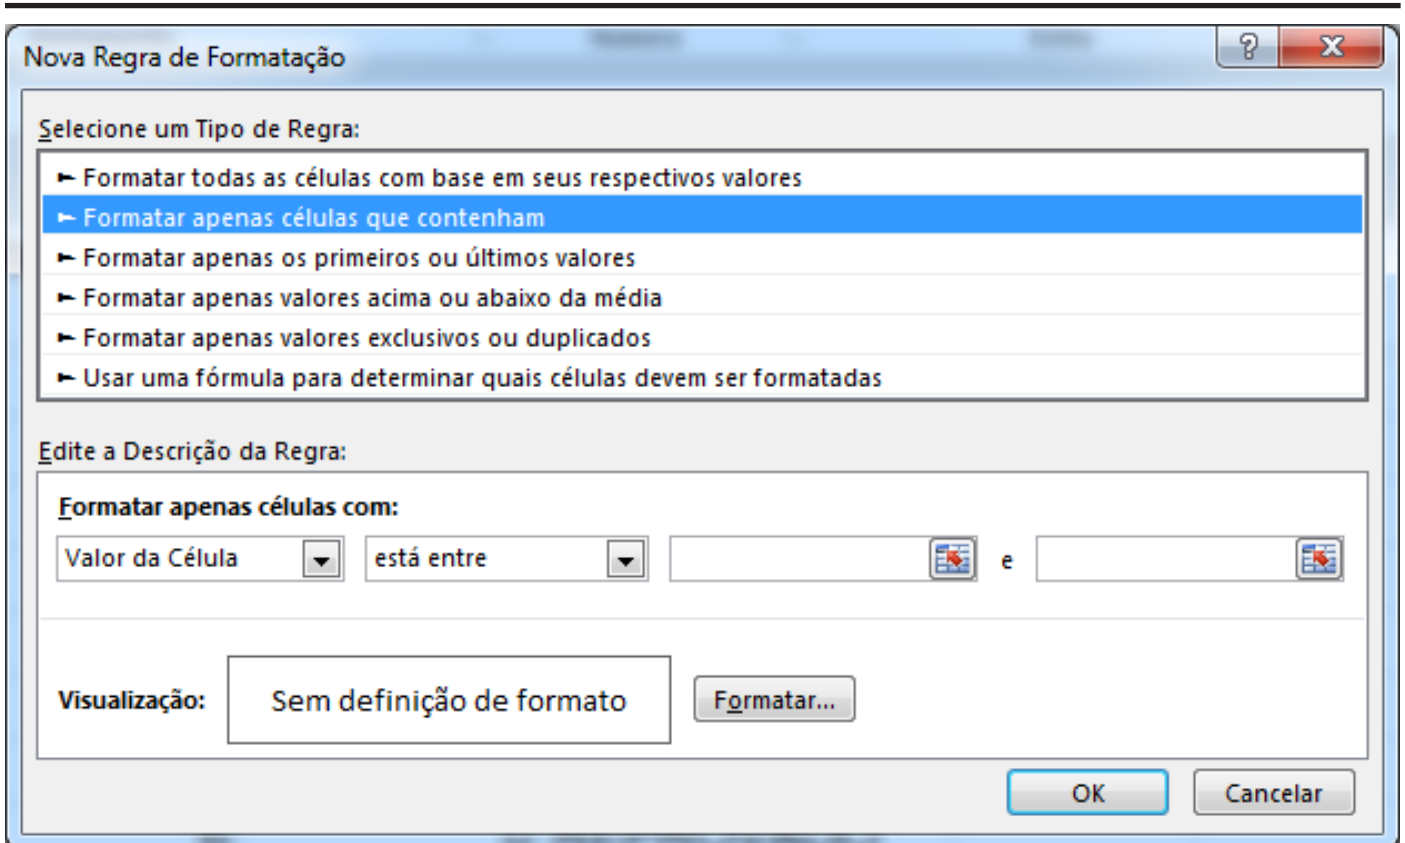 Nova Regra de Formatação
Selecione um Tipo de Regra:
► Formatar todas as células com base em seus respectivos valores
► Formatar apenas células que contenham
► Formatar apenas os primeiros ou últimos valores
► Formatar apenas valores acima ou abaixo da média
► Formatar apenas valores exclusivos ou duplicados
► Usar uma fórmula para determinar quais células devem ser formatadas
Edite a Descrição da Regra:
Formatar apenas células com:
Valor da Célula está entre e
Visualização: Sem definição de formato Formatar...
OK Cancelar